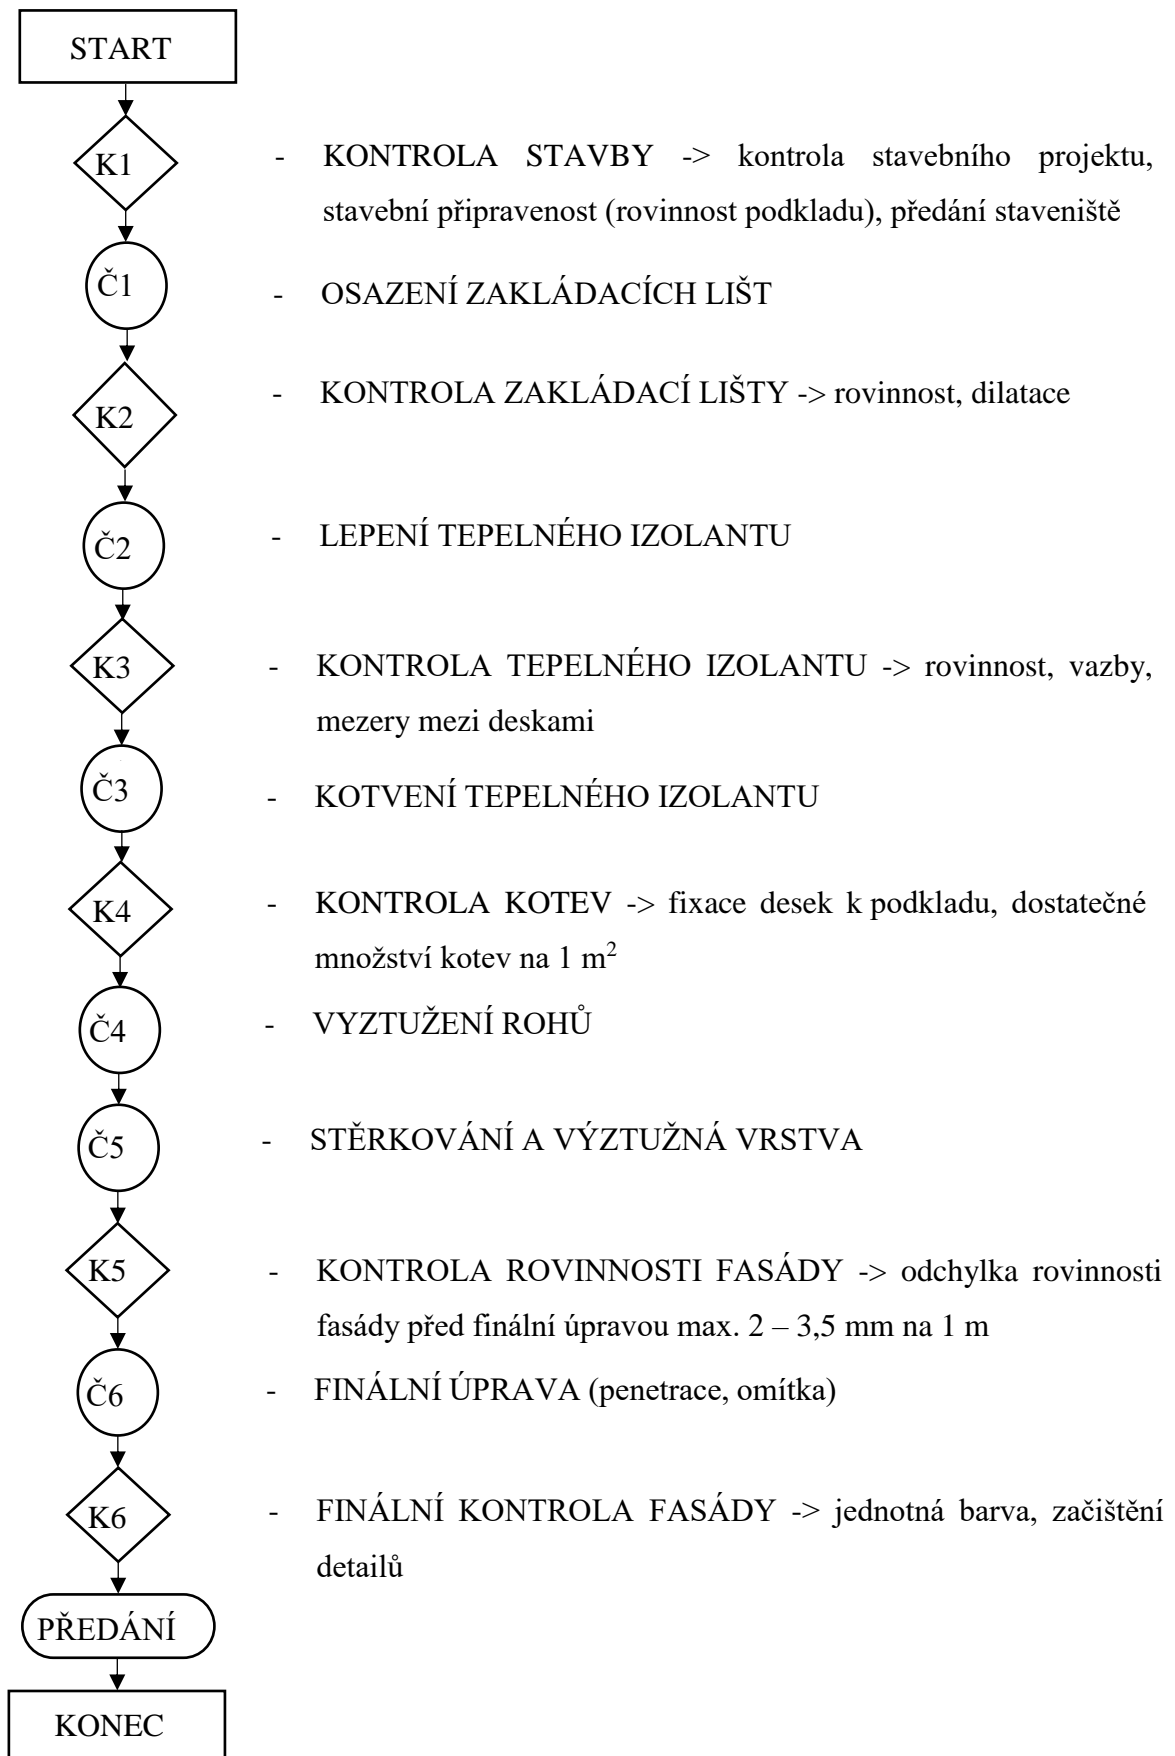 START
K1
- KONTROLA STAVBY -> kontrola stavebního projektu,
stavební připravenost (rovinnost podkladu), předání staveniště
Č1
- OSAZENÍ ZAKLÁDACÍCH LIŠT
K2
- KONTROLA ZAKLÁDACÍ LIŠTY -> rovinnost, dilatace
Č2
- LEPENÍ TEPELNÉHO IZOLANTU
K3
- KONTROLA TEPELNÉHO IZOLANTU -> rovinnost, vazby,
mezery mezi deskami
Č3
- KOTVENÍ TEPELNÉHO IZOLANTU
K4
- KONTROLA KOTEV -> fixace desek k podkladu, dostatečné
množství kotev na 1 m²
Č4
- VYZTUŽENÍ ROHŮ
Č5
- STĚRKOVÁNÍ A VÝZTUŽNÁ VRSTVA
K5
- KONTROLA ROVINNOSTI FASÁDY -> odchylka rovinnosti
fasády před finální úpravou max. 2 – 3,5 mm na 1 m
Č6
- FINÁLNÍ ÚPRAVA (penetrace, omítka)
K6
- FINÁLNÍ KONTROLA FASÁDY -> jednotná barva, začištění
detailů
PŘEDÁNÍ
KONEC